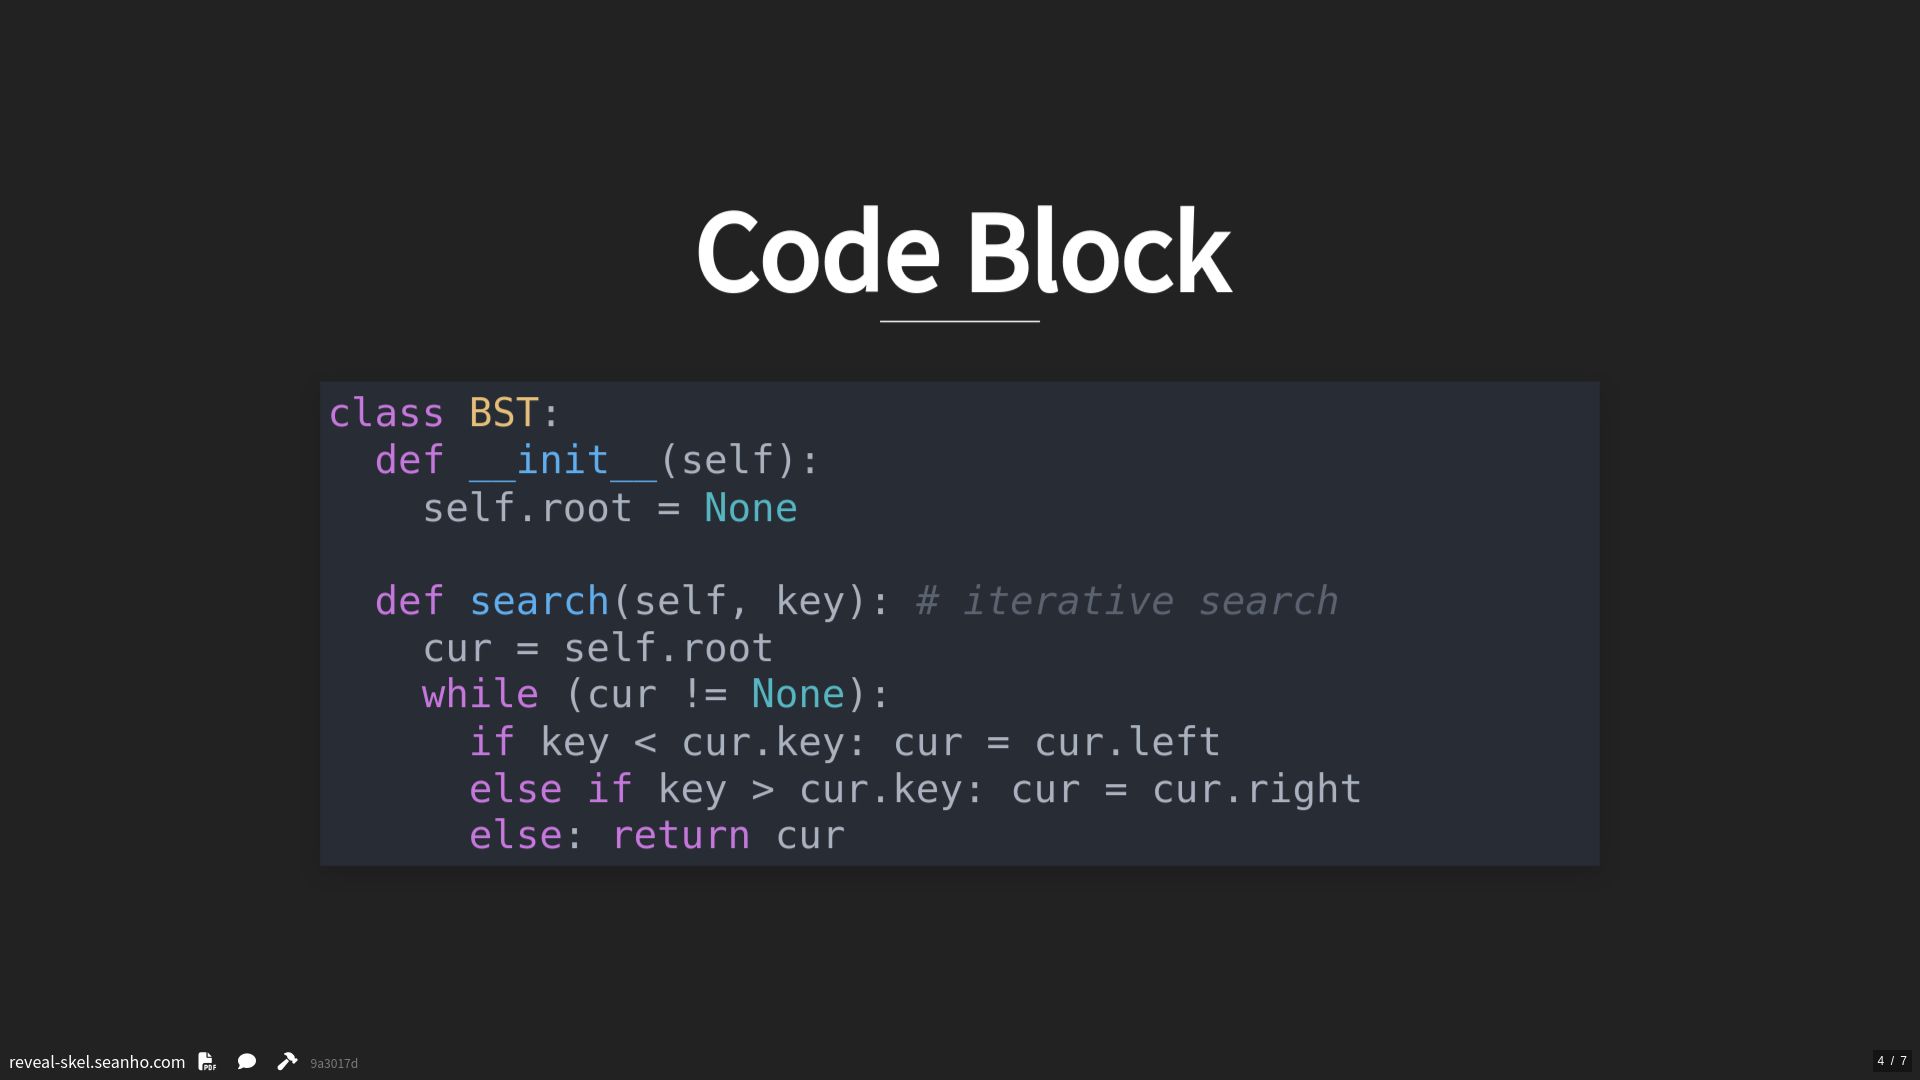 Code Block
class BST:
  def __init__(self):
    self.root = None

  def search(self, key): # iterative search
    cur = self.root
    while (cur != None):
      if key < cur.key: cur = cur.left
      else if key > cur.key: cur = cur.right
      else: return cur
reveal-skel.seanho.com PDF 9a3017d
4 / 7